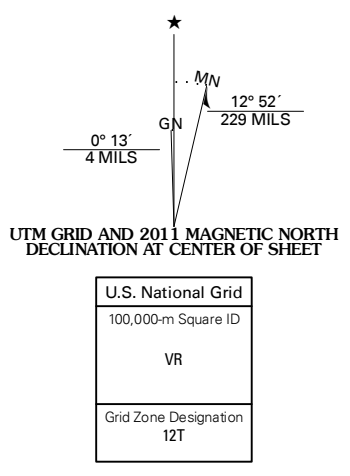 ★
MN
GN
12° 52´
229 MILS
0° 13´
4 MILS
UTM GRID AND 2011 MAGNETIC NORTH
DECLINATION AT CENTER OF SHEET
U.S. National Grid
100,000-m Square ID
VR
Grid Zone Designation
12T